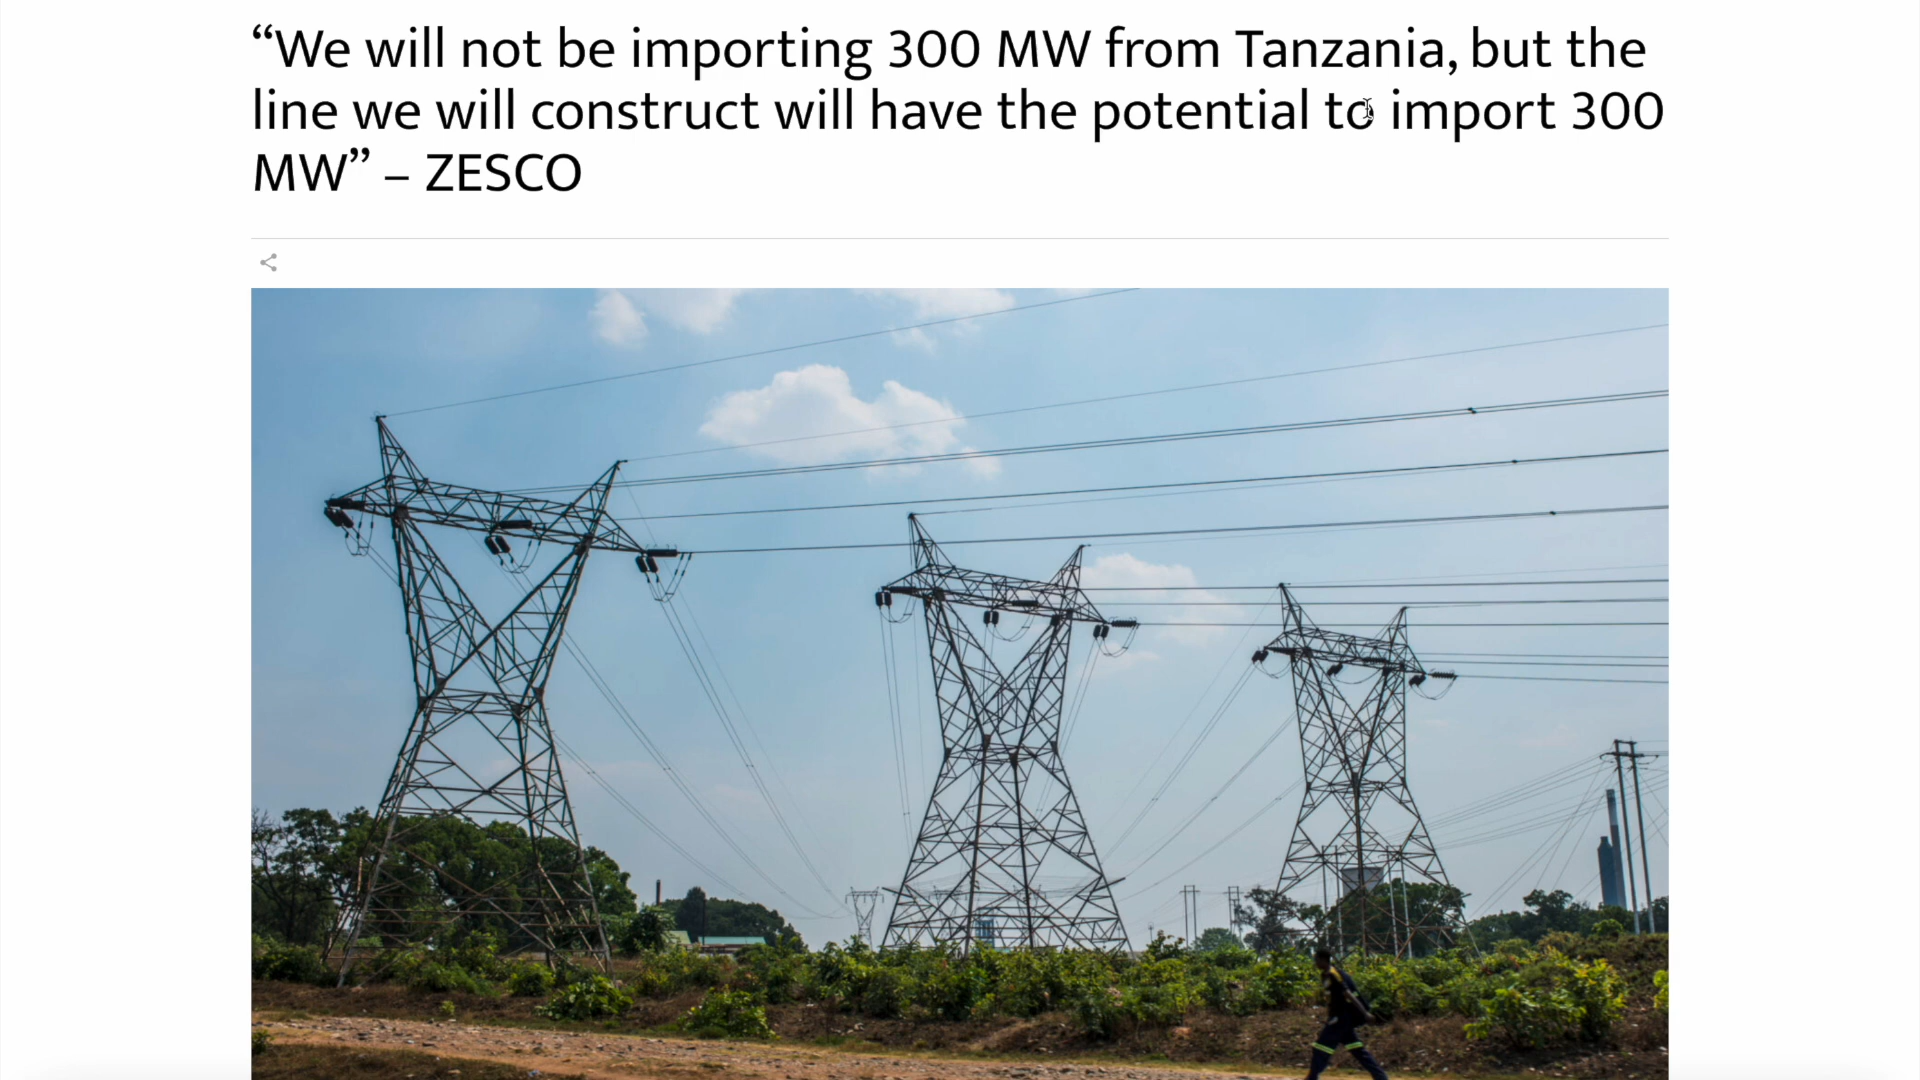 “We will not be importing 300 MW from Tanzania, but the
line we will construct will have the potential to import 300
MW” – ZESCO